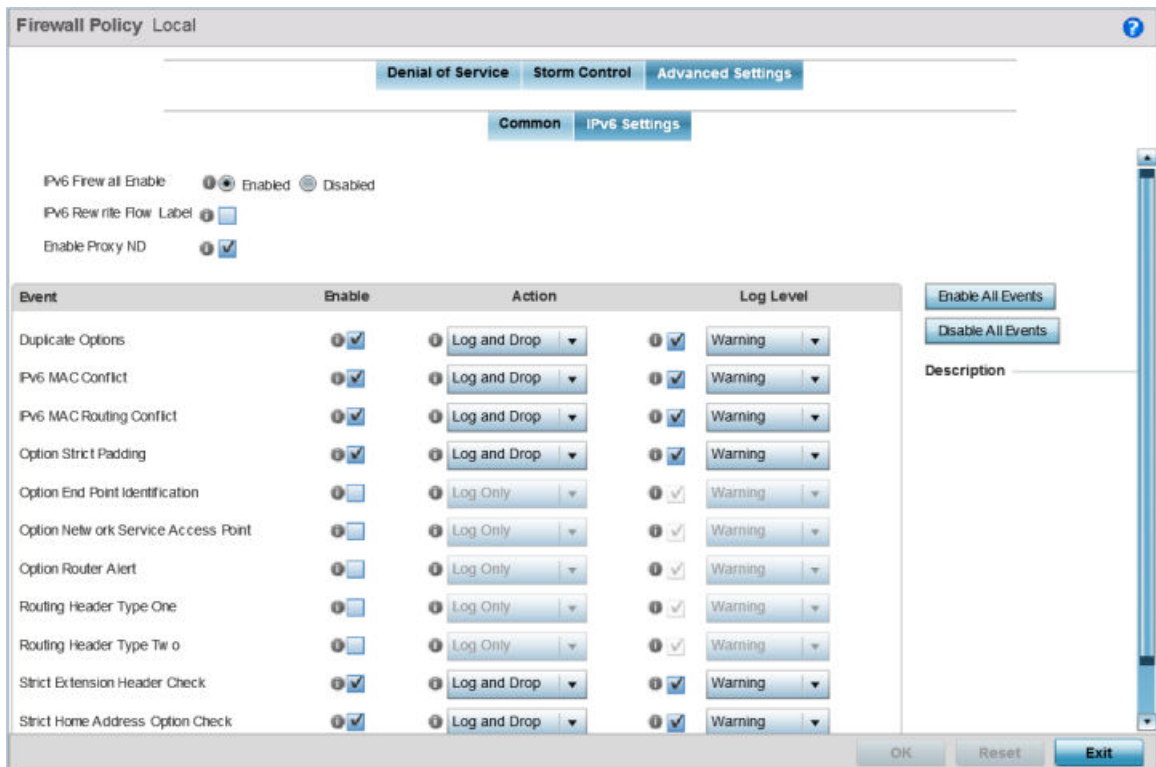 Firewall Policy Local
?
Denial of Service Storm Control Advanced Settings
Common IPv6 Settings
IPv6 Firewall Enable Enabled Disabled
IPv6 Rewrite Flow Label
Enable Proxy ND
Event Enable Action Log Level
Enable All Events
Disable All Events
Description
Duplicate Options Log and Drop Warning
IPv6 MAC Conflict Log and Drop Warning
IPv6 MAC Routing Conflict Log and Drop Warning
Option Strict Padding Log and Drop Warning
Option End Point Identification Log Only Warning
Option Network Service Access Point Log Only Warning
Option Router Alert Log Only Warning
Routing Header Type One Log Only Warning
Routing Header Type Two Log Only Warning
Strict Extension Header Check Log and Drop Warning
Strict Home Address Option Check Log and Drop Warning
OK Reset Exit